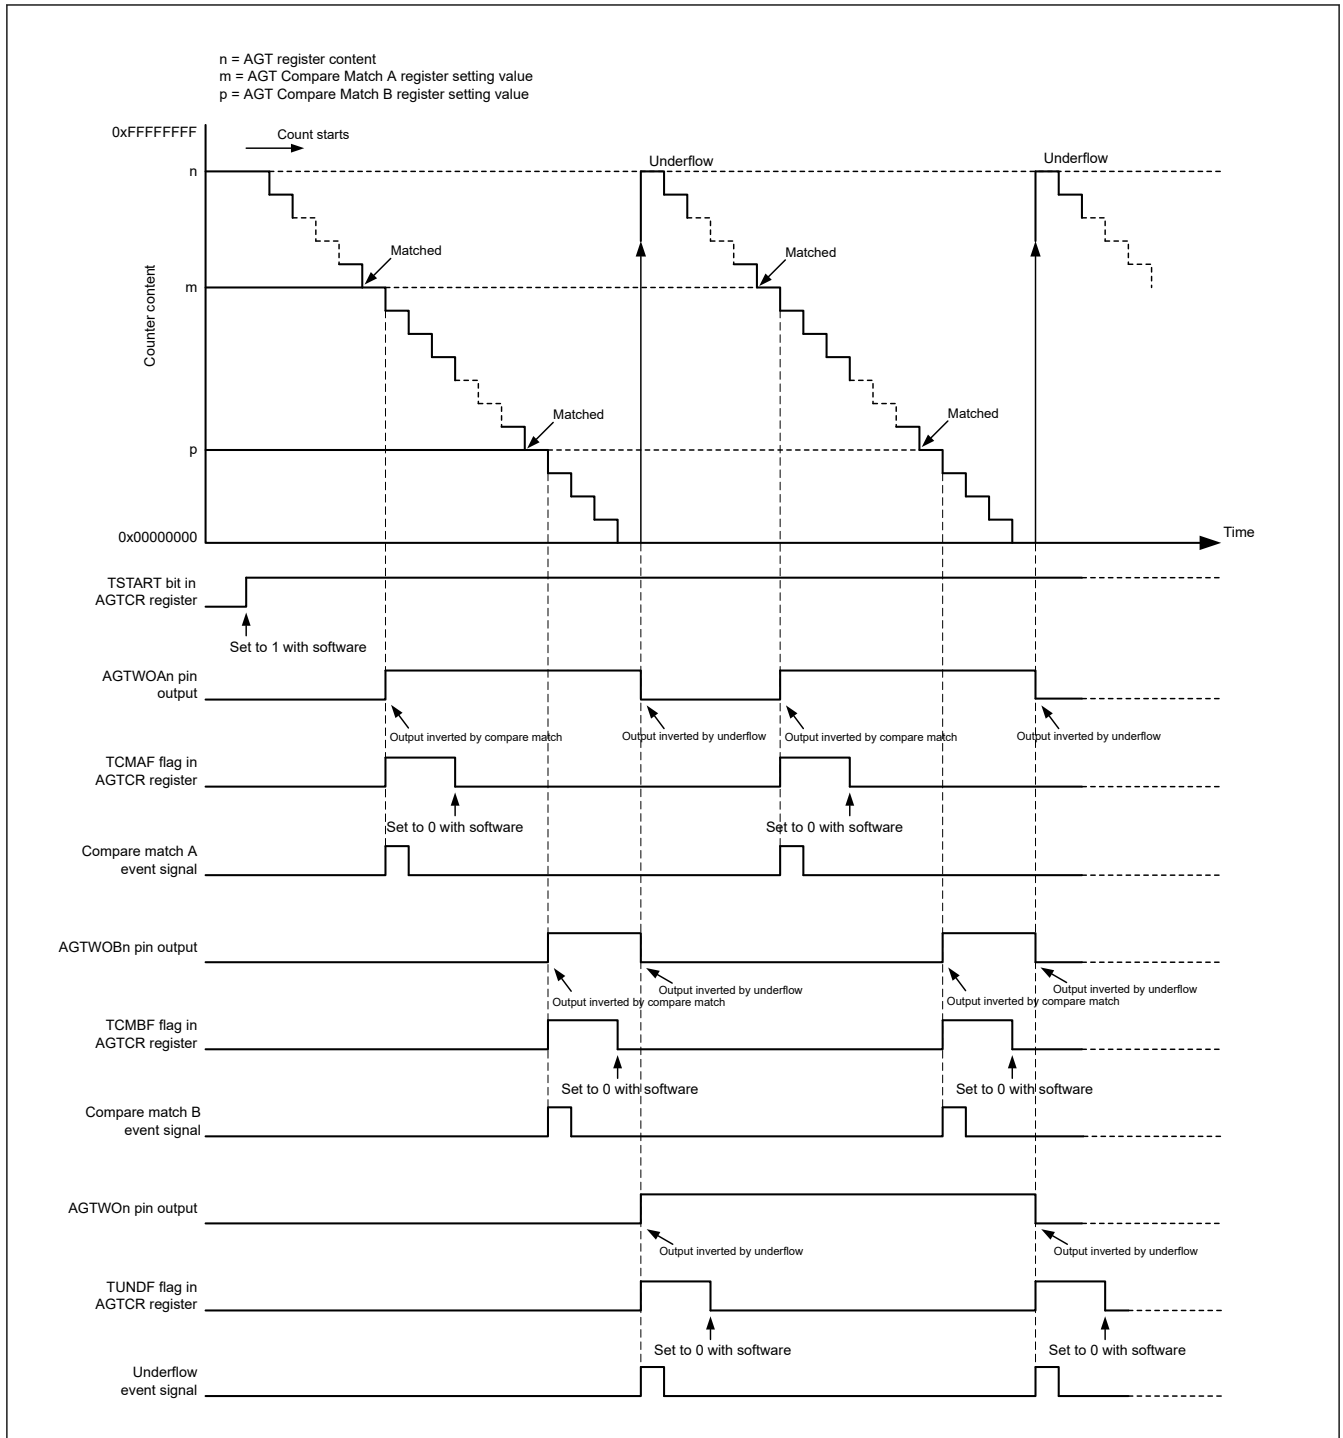 n = AGT register content
m = AGT Compare Match A register setting value
p = AGT Compare Match B register setting value
0xFFFFFFFF
Count starts
Underflow
Underflow
n
Matched
Matched
m
Counter content
Matched
Matched
p
0x00000000
Time
TSTART bit in
AGTCR register
Set to 1 with software
AGTWOAn pin
output
Output inverted by compare match
Output inverted by underflow
Output inverted by compare match
Output inverted by underflow
TCMAF flag in
AGTCR register
Set to 0 with software
Set to 0 with software
Compare match A
event signal
AGTWOBn pin output
Output inverted by underflow
Output inverted by underflow
Output inverted by compare match
Output inverted by compare match
TCMBF flag in
AGTCR register
Set to 0 with software
Set to 0 with software
Compare match B
event signal
AGTWOn pin output
Output inverted by underflow
Output inverted by underflow
TUNDF flag in
AGTCR register
Set to 0 with software
Set to 0 with software
Underflow
event signal